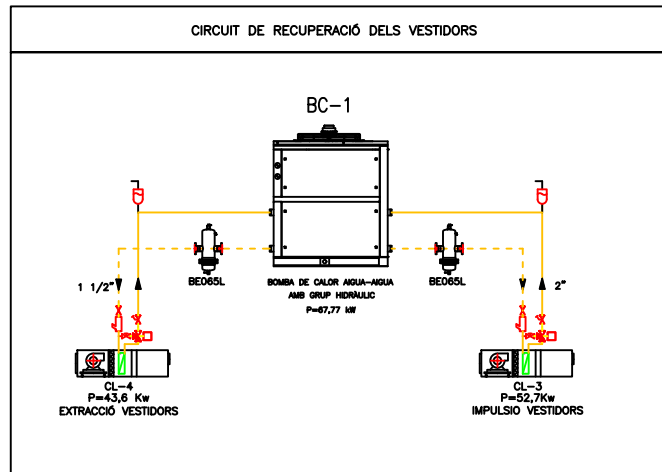 CIRCUIT DE RECUPERACIÓ DELS VESTIDORS
BC-1
BE065L
BOMBA DE CALOR AIGUA-AIGUA
AMB GRUP HIDRÀULIC
P=67,77 kW
BE065L
1 1/2"
2"
CL-4
P=43,6 Kw
EXTRACCIÓ VESTIDORS
CL-3
P=52,7Kw
IMPULSIO VESTIDORS